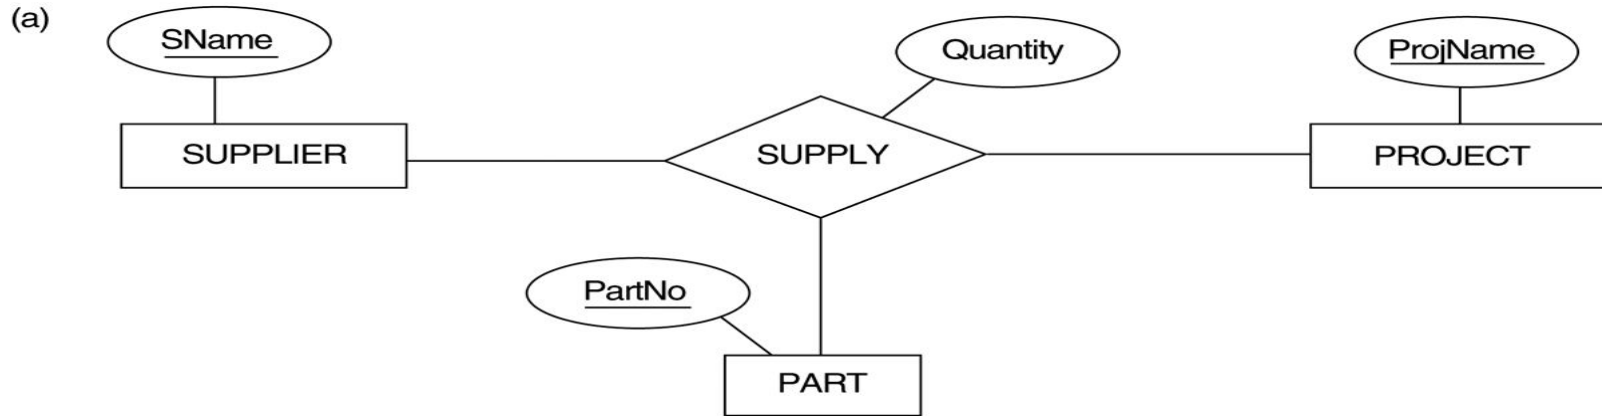 (a)
SName
Quantity
ProjName
SUPPLIER
SUPPLY
PROJECT
PartNo
PART